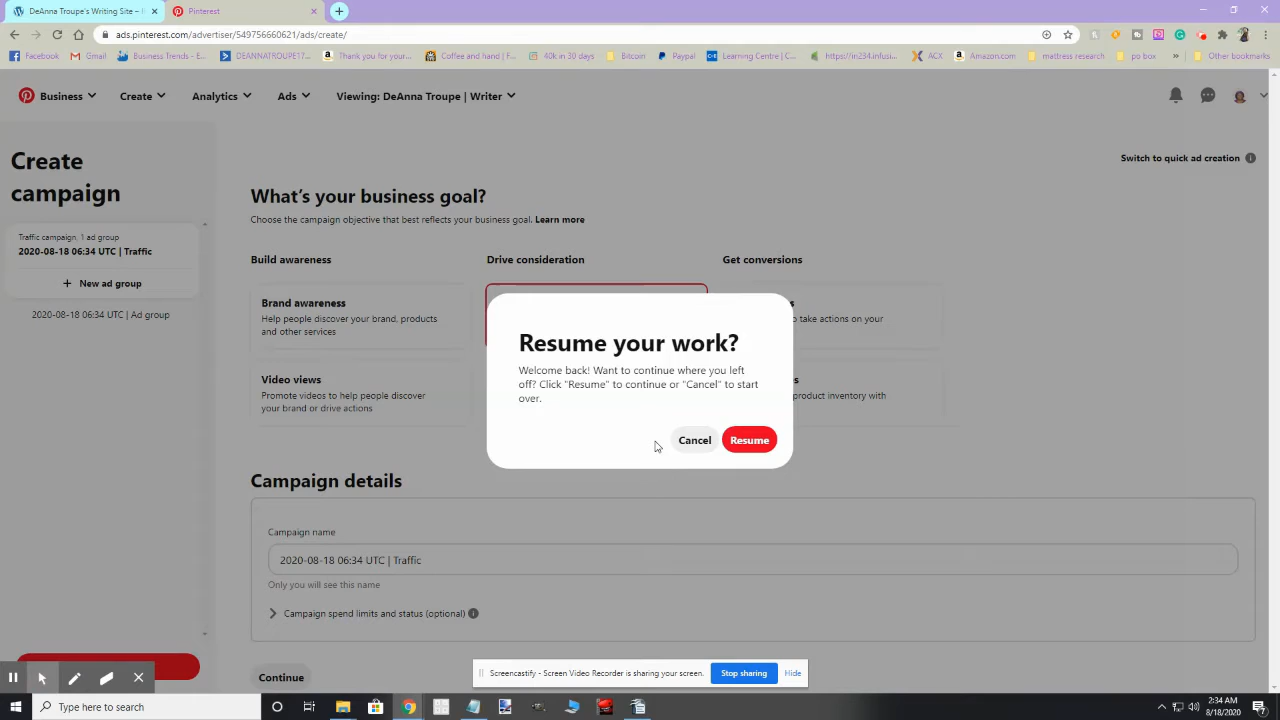 DeAnna Troupe's Writing Site – I
Pinterest
ads.pinterest.com/advertiser/549756660621/ads/create/
Facebook
Gmail
Business Trends - E...
DEANNATROUPE17...
Thank you for your...
Coffee and hand | F...
40k in 30 days
Bitcoin
Paypal
Learning Centre | C...
https://in234.infusi...
ACX
Amazon.com
mattress research
po box
»
Other bookmarks
Business
Create
Analytics
Ads
Viewing: DeAnna Troupe | Writer
Create
campaign
Switch to quick ad creation
What's your business goal?
Choose the campaign objective that best reflects your business goal. Learn more
Traffic campaign, 1 ad group
2020-08-18 06:34 UTC | Traffic
+ New ad group
2020-08-18 06:34 UTC | Ad group
Build awareness
Drive consideration
Get conversions
Brand awareness
Help people discover your brand, products
and other services
to take actions on your
Video views
Promote videos to help people discover
your brand or drive actions
product inventory with
Resume your work?
Welcome back! Want to continue where you left
off? Click "Resume" to continue or "Cancel" to start
over.
Cancel
Resume
Campaign details
Campaign name
2020-08-18 06:34 UTC | Traffic
Only you will see this name
Campaign spend limits and status (optional)
Continue
Screencastify - Screen Video Recorder is sharing your screen.
Stop sharing
Hide
Type here to search
2:34 AM
8/18/2020